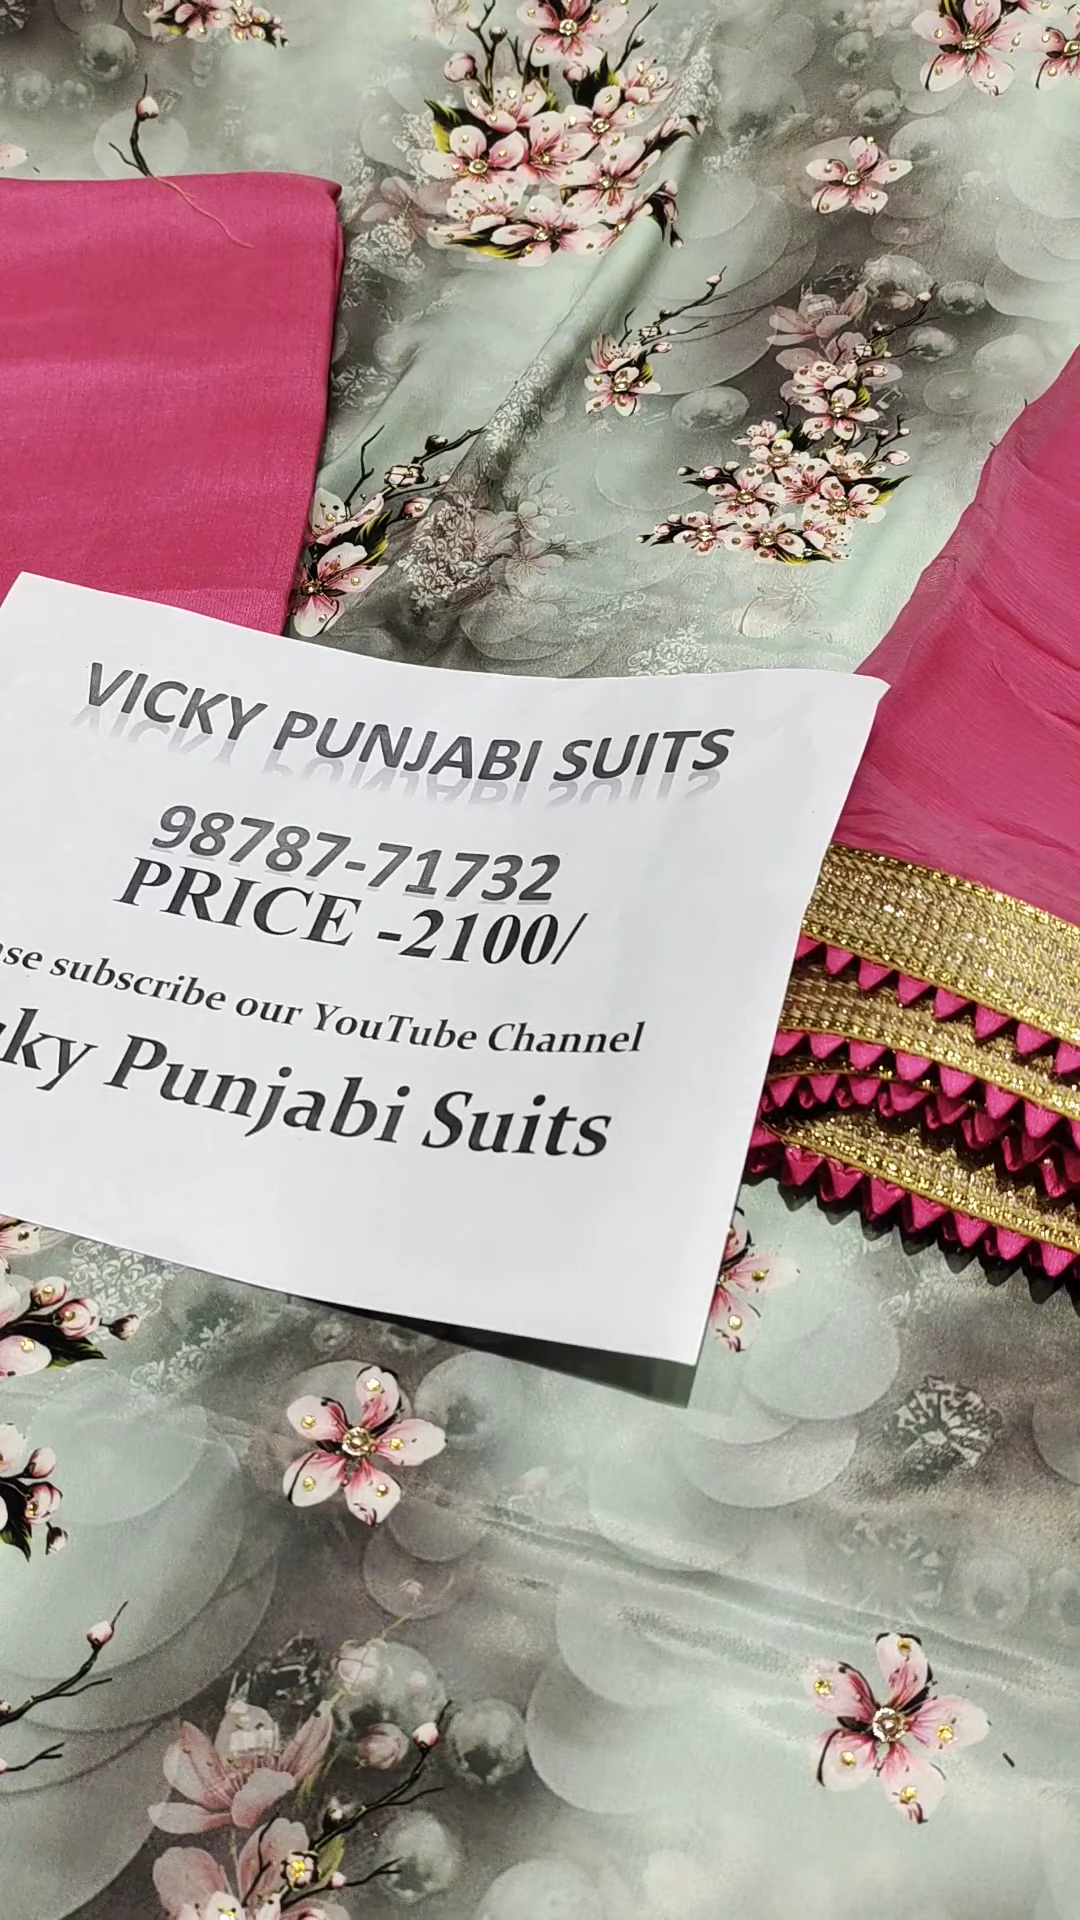 VICKY PUNJABI SUITS
98787-71732
PRICE -2100/
subscribe our YouTube Channel
Punjabi Suits